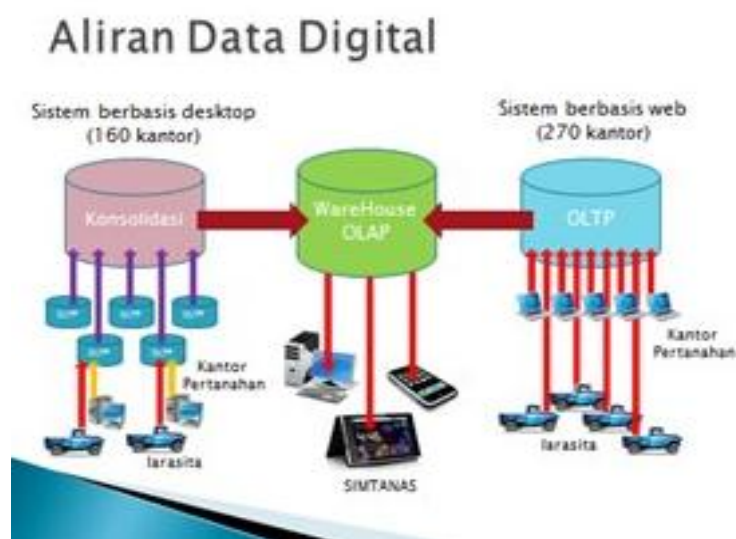 Aliran Data Digital
Sistem berbasis desktop
(160 kantor)
Sistem berbasis web
(270 kantor)
Konsolidasi
WareHouse
OLAP
OLTP
Kantor
Pertanahan
larasita
SIMTANAS
Kantor
Pertanahan
larasita